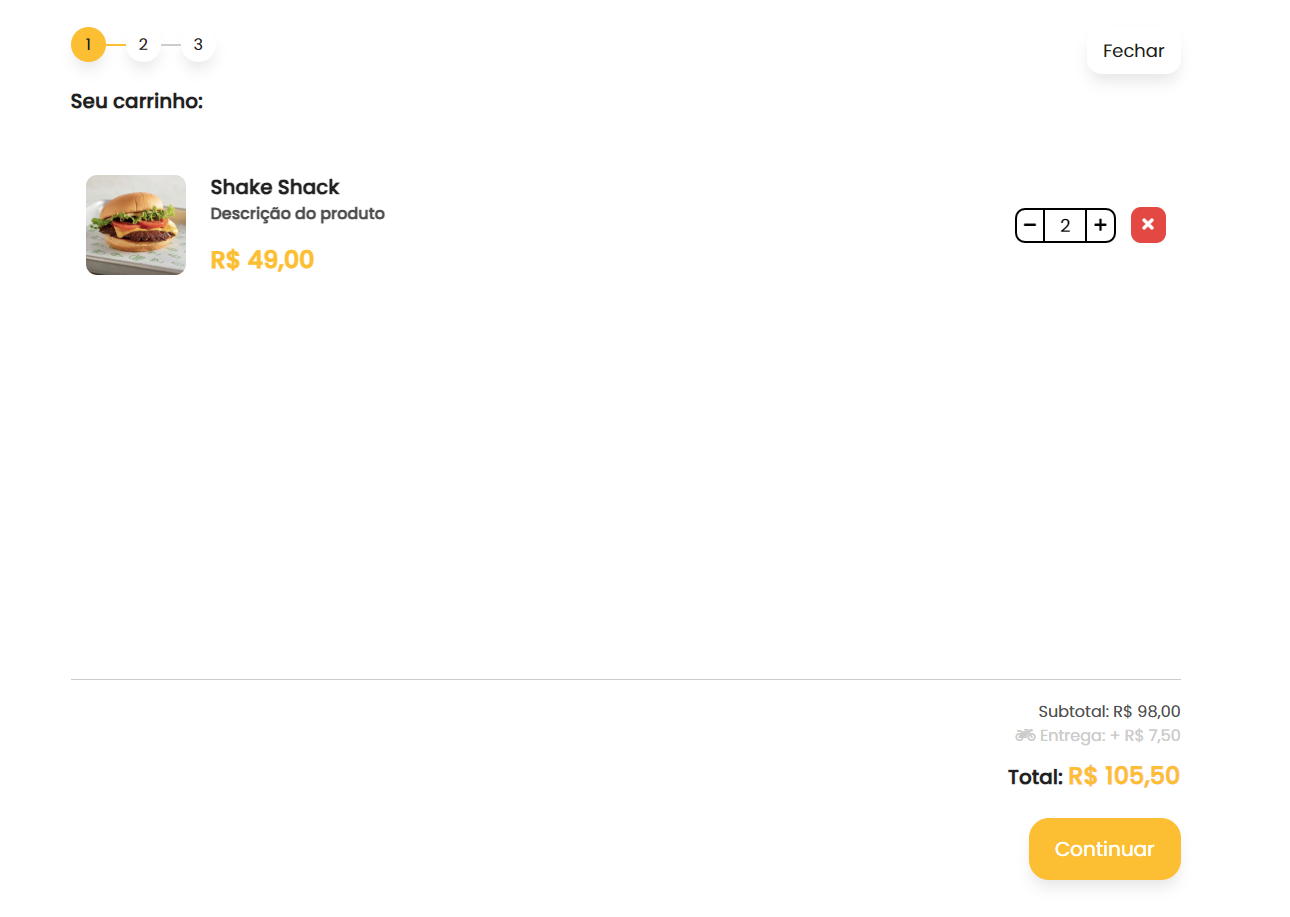 1 2 3
Fechar
Seu carrinho:
Shake Shack
Descrição do produto
R$ 49,00
− 2 +
Subtotal: R$ 98,00
Entrega: + R$ 7,50
Total: R$ 105,50
Continuar